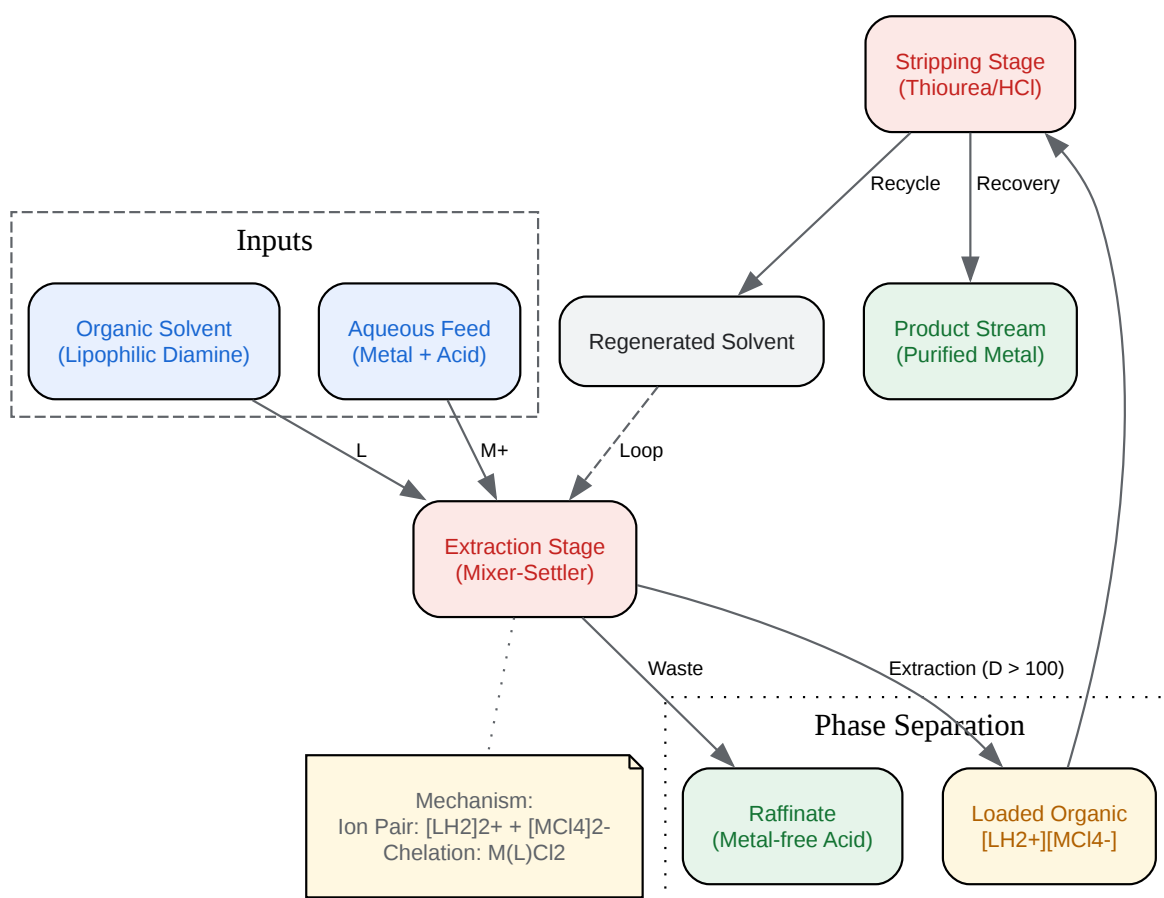 Stripping Stage
(Thiourea/HCl)
Recycle
Recovery
Inputs
Organic Solvent
(Lipophilic Diamine)
Aqueous Feed
(Metal + Acid)
Regenerated Solvent
Product Stream
(Purified Metal)
L
M+
Loop
Extraction Stage
(Mixer-Settler)
Waste
Extraction (D > 100)
Phase Separation
Mechanism:
Ion Pair: [LH2]2+ + [MCl4]2-
Chelation: M(L)Cl2
Raffinate
(Metal-free Acid)
Loaded Organic
[LH2+][MCl4-]